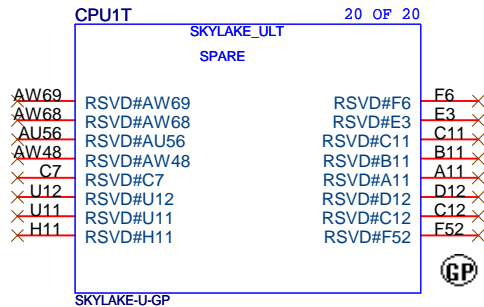 CPU1T 20 OF 20
SKYLAKE_ULT
SPARE
AW69 RSVD#AW69 RSVD#F6 F6
AW68 RSVD#AW68 RSVD#E3 E3
AU56 RSVD#AU56 RSVD#C11 C11
AW48 RSVD#AW48 RSVD#B11 B11
C7 RSVD#C7 RSVD#A11 A11
U12 RSVD#U12 RSVD#D12 D12
U11 RSVD#U11 RSVD#C12 C12
H11 RSVD#H11 RSVD#F52 F52
GP
SKYLAKE-U-GP